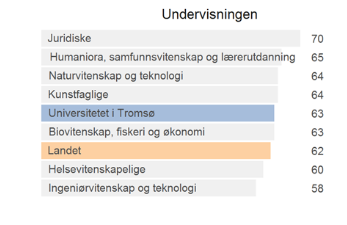 Undervisningen
Juridiske 70
Humaniora, samfunnsvitenskap og lærerutdanning 65
Naturvitenskap og teknologi 64
Kunstfaglige 64
Universitetet i Tromsø 63
Biovitenskap, fiskeri og økonomi 63
Landet 62
Helsevitenskapelige 60
Ingeniørvitenskap og teknologi 58